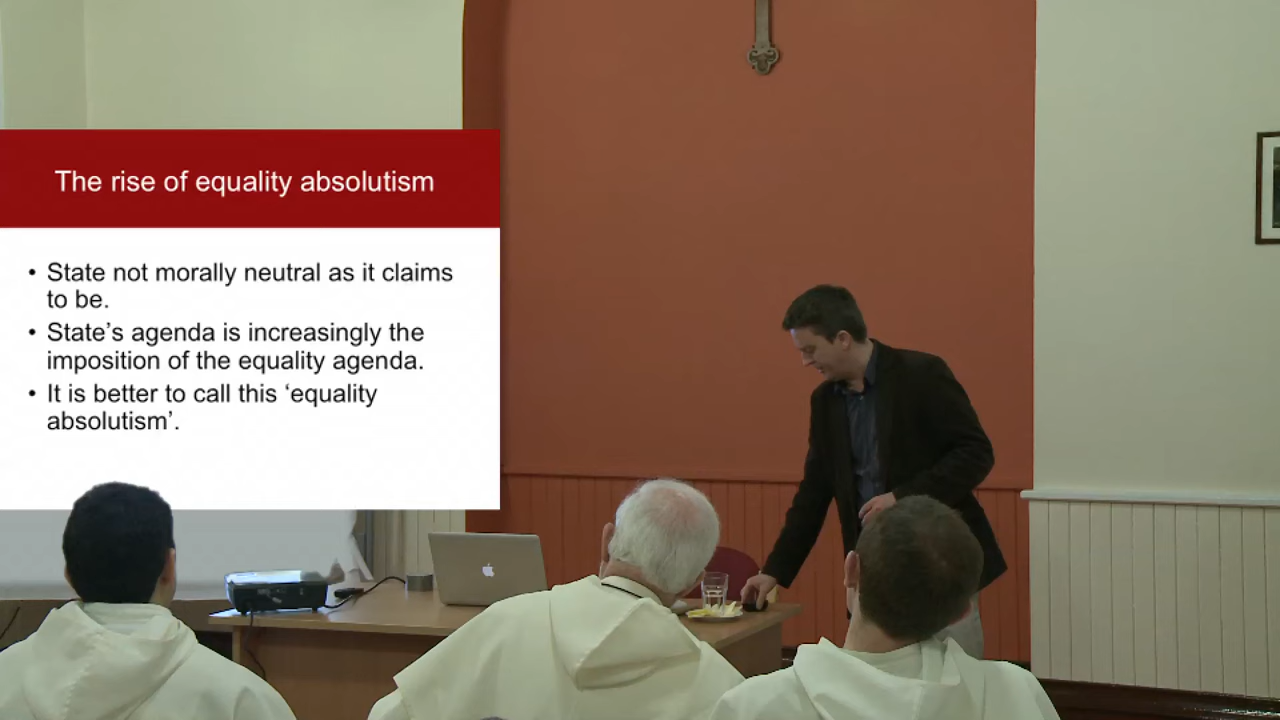 The rise of equality absolutism
• State not morally neutral as it claims
to be.
• State’s agenda is increasingly the
imposition of the equality agenda.
• It is better to call this ‘equality
absolutism’.